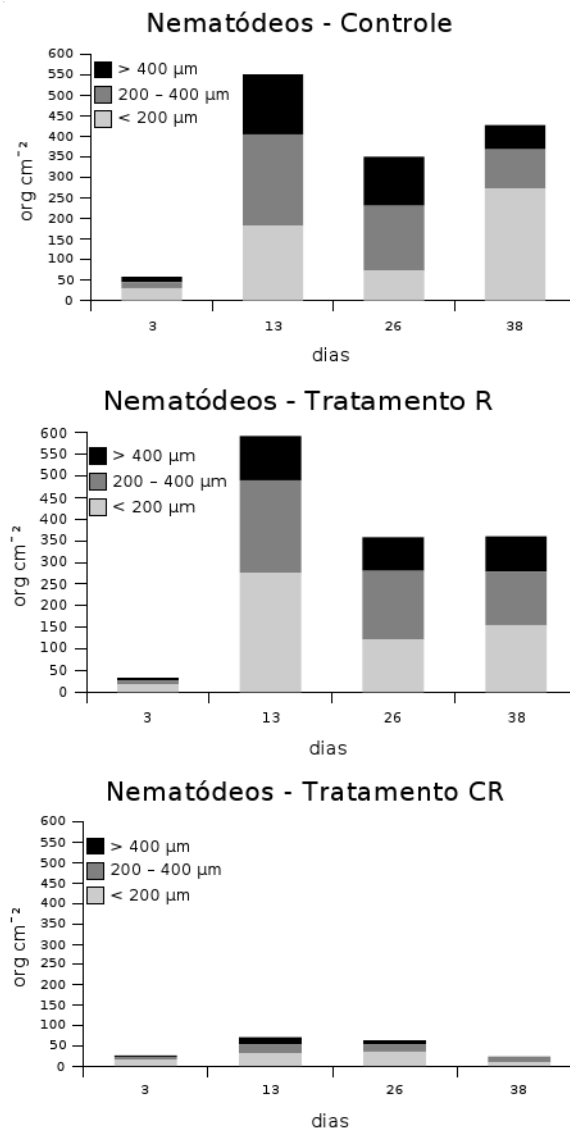 Nematódeos - Controle
600
550
500
450
400
350
300
250
200
150
100
50
0
org cm⁻²
> 400 µm
200 – 400 µm
< 200 µm
3 13 26 38
dias
Nematódeos - Tratamento R
600
550
500
450
400
350
300
250
200
150
100
50
0
org cm⁻²
> 400 µm
200 – 400 µm
< 200 µm
3 13 26 38
dias
Nematódeos - Tratamento CR
600
550
500
450
400
350
300
250
200
150
100
50
0
org cm⁻²
> 400 µm
200 – 400 µm
< 200 µm
3 13 26 38
dias